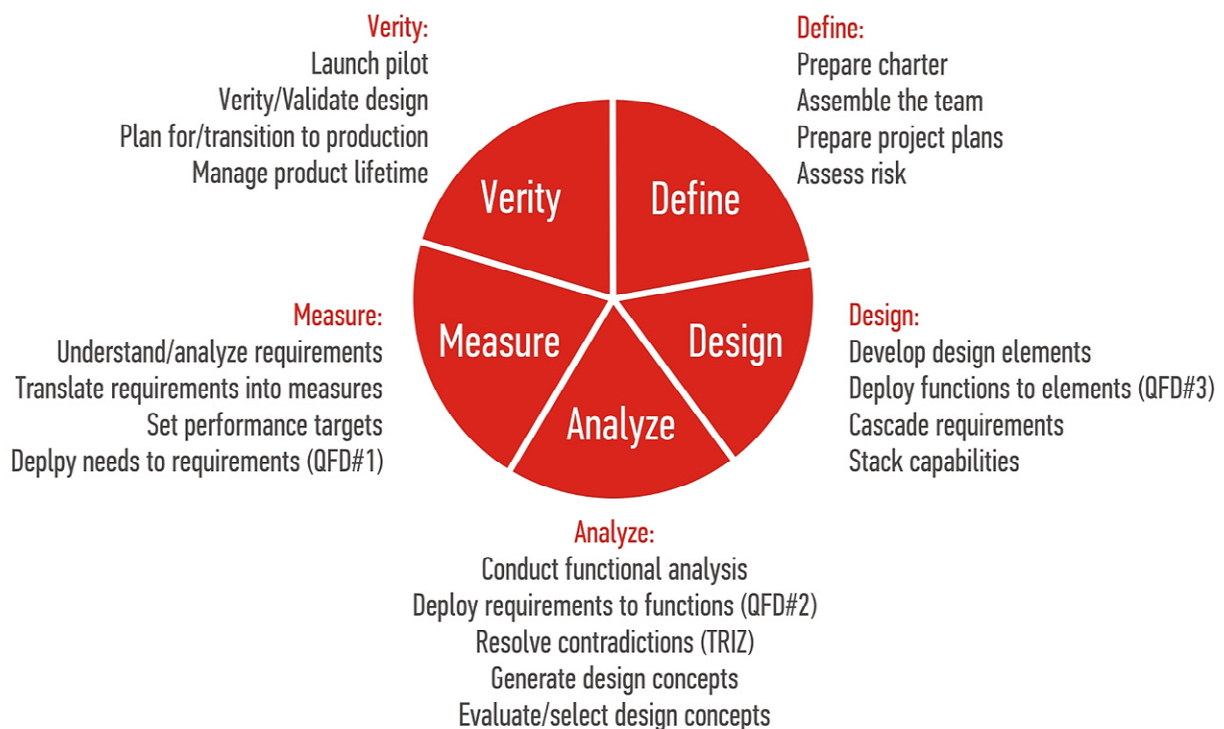 Verity:
Launch pilot
Verity/Validate design
Plan for/transition to production
Manage product lifetime
Define:
Prepare charter
Assemble the team
Prepare project plans
Assess risk
Verity
Define
Measure
Design
Analyze
Measure:
Understand/analyze requirements
Translate requirements into measures
Set performance targets
Deplpy needs to requirements (QFD#1)
Design:
Develop design elements
Deploy functions to elements (QFD#3)
Cascade requirements
Stack capabilities
Analyze:
Conduct functional analysis
Deploy requirements to functions (QFD#2)
Resolve contradictions (TRIZ)
Generate design concepts
Evaluate/select design concepts